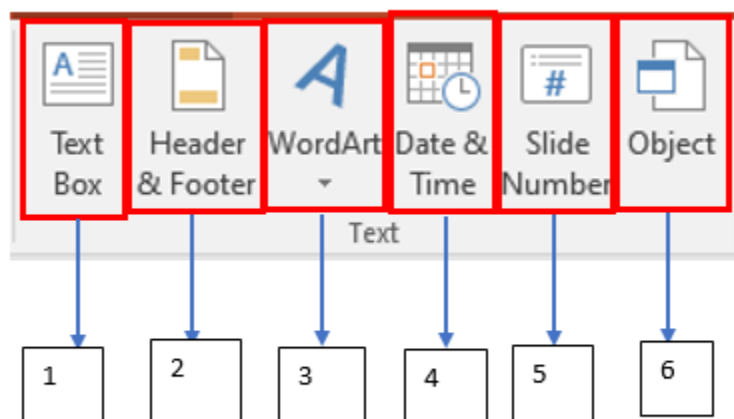 A
#
Text Header WordArt Date & Slide Object
Box & Footer Time Number
Text
1 2 3 4 5 6